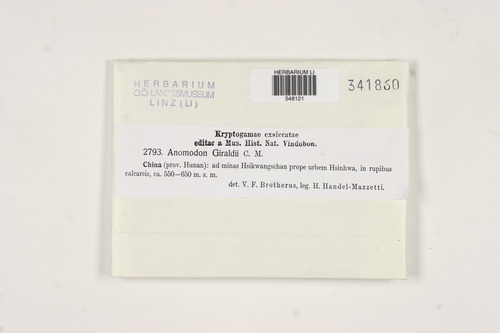 HERBARIUM
O.Ö. LANDESMUSEUM
LINZ (LI)
HERBARIUM LI
548121
341860
Kryptogamae exsiccatae
editae a Mus. Hist. Nat. Vindobon.
2793. Anomodon Giraldii C. M.
China (prov. Hunan): ad minas Hsikwangschan prope urbem Hsinhwa, in rupibus
calcareis, ca. 550—650 m. s. m.
det. V. F. Brotherus, leg. H. Handel-Mazzetti.